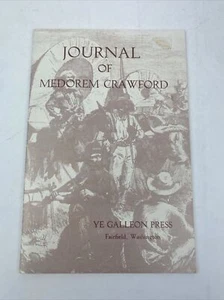 JOURNAL
OF
MEDOREM CRAWFORD
YE GALLEON PRESS
Fairfield, Washington